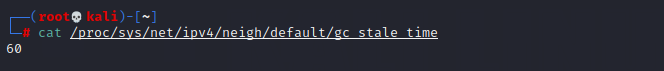 ┌──(root💀kali)-[~]
└─# cat /proc/sys/net/ipv4/neigh/default/gc_stale_time
60